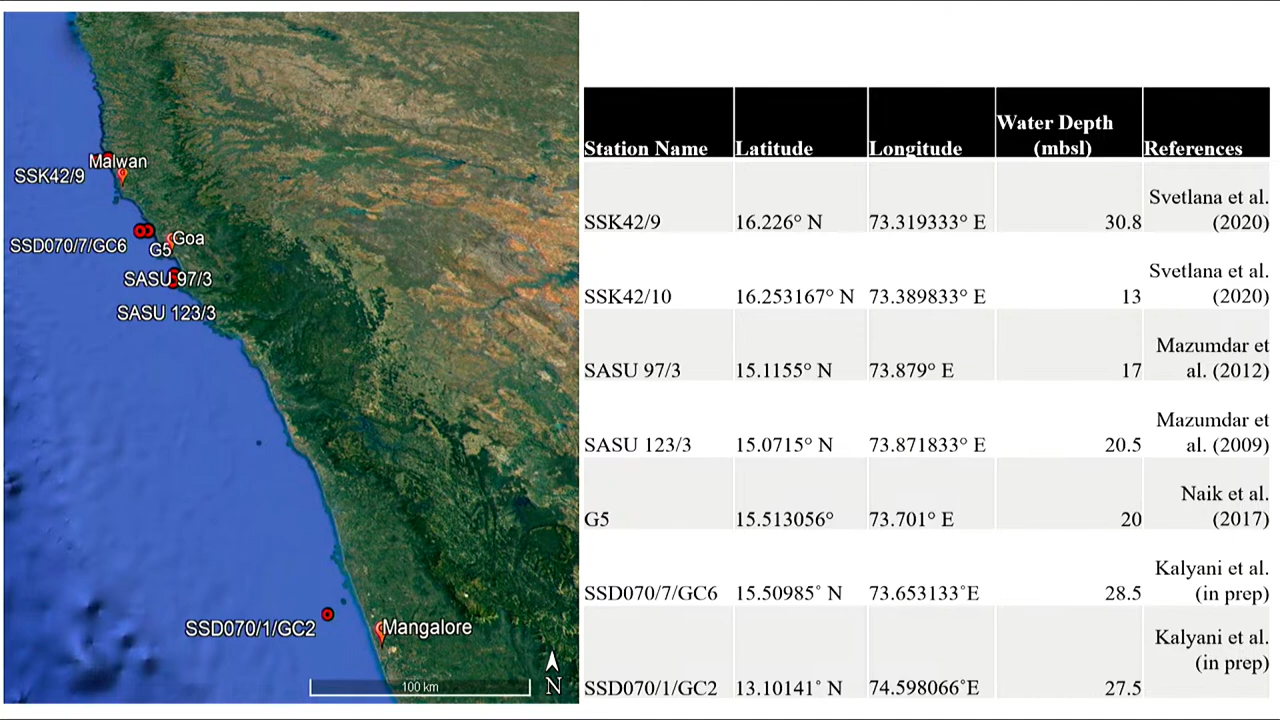 Malwan
SSK42/9
Goa
SSD070/7/GC6
G5
SASU 97/3
SASU 123/3
SSD070/1/GC2
Mangalore
100 km
N
Station Name Latitude Longitude Water Depth (mbsl) References
SSK42/9 16.226° N 73.319333° E 30.8 Svetlana et al. (2020)
SSK42/10 16.253167° N 73.389833° E 13 Svetlana et al. (2020)
SASU 97/3 15.1155° N 73.879° E 17 Mazumdar et al. (2012)
SASU 123/3 15.0715° N 73.871833° E 20.5 Mazumdar et al. (2009)
G5 15.513056° 73.701° E 20 Naik et al. (2017)
SSD070/7/GC6 15.50985˚ N 73.653133˚E 28.5 Kalyani et al. (in prep)
SSD070/1/GC2 13.10141˚ N 74.598066˚E 27.5 Kalyani et al. (in prep)